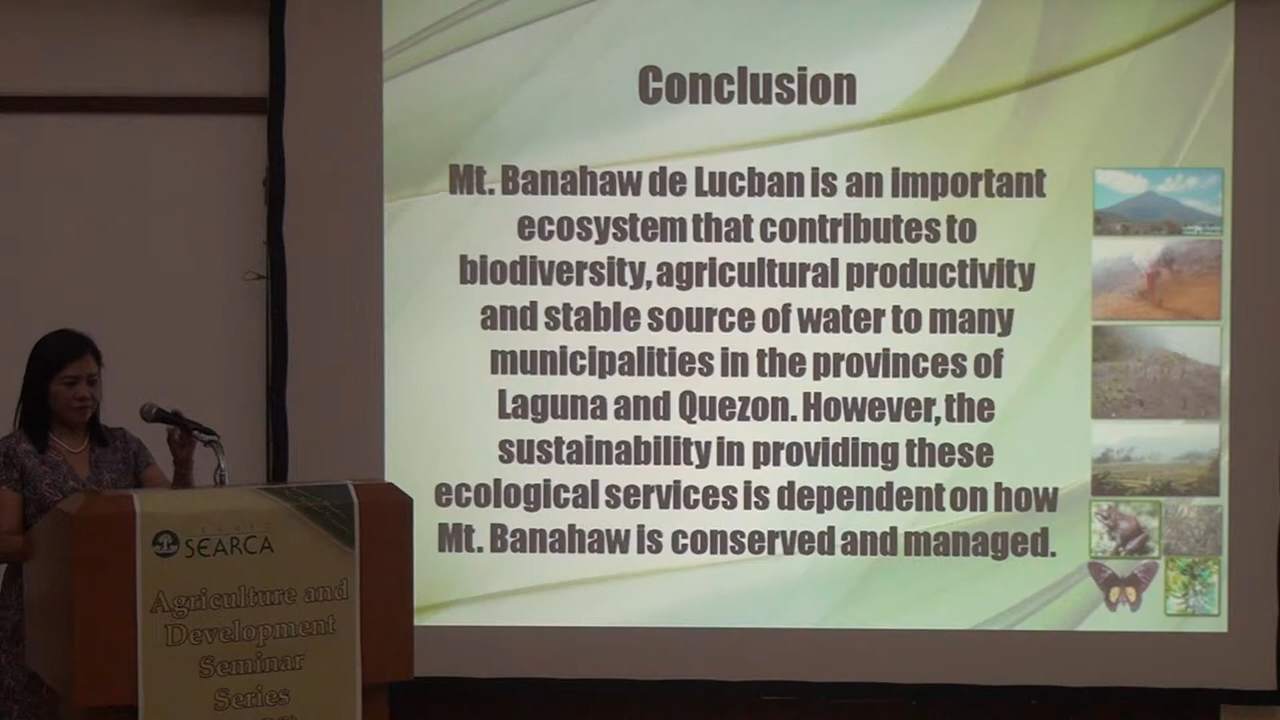 Conclusion
Mt. Banahaw de Lucban is an important
ecosystem that contributes to
biodiversity, agricultural productivity
and stable source of water to many
municipalities in the provinces of
Laguna and Quezon. However, the
sustainability in providing these
ecological services is dependent on how
Mt. Banahaw is conserved and managed.
SEARCA
Agriculture and
Development
Seminar
Series